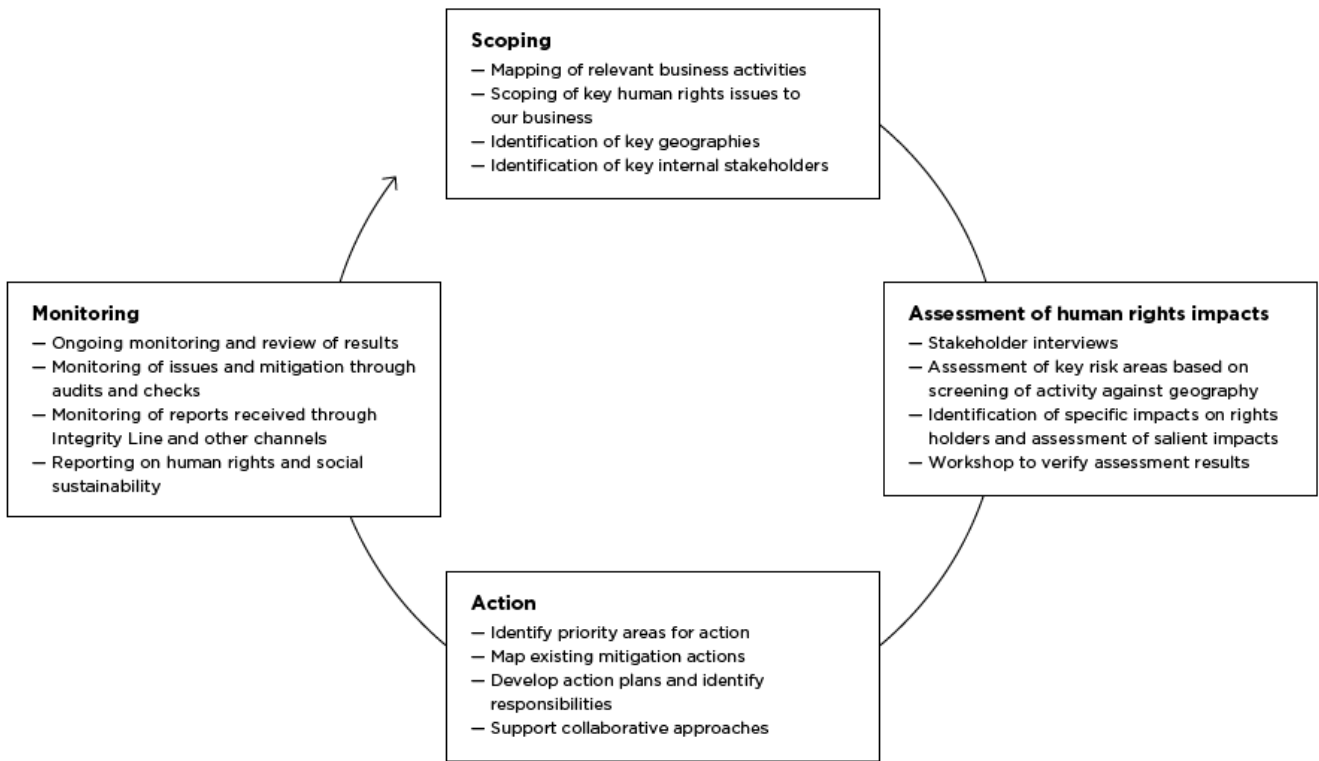 Scoping
— Mapping of relevant business activities
— Scoping of key human rights issues to
our business
— Identification of key geographies
— Identification of key internal stakeholders
Assessment of human rights impacts
— Stakeholder interviews
— Assessment of key risk areas based on
screening of activity against geography
— Identification of specific impacts on rights
holders and assessment of salient impacts
— Workshop to verify assessment results
Action
— Identify priority areas for action
— Map existing mitigation actions
— Develop action plans and identify
responsibilities
— Support collaborative approaches
Monitoring
— Ongoing monitoring and review of results
— Monitoring of issues and mitigation through
audits and checks
— Monitoring of reports received through
Integrity Line and other channels
— Reporting on human rights and social
sustainability